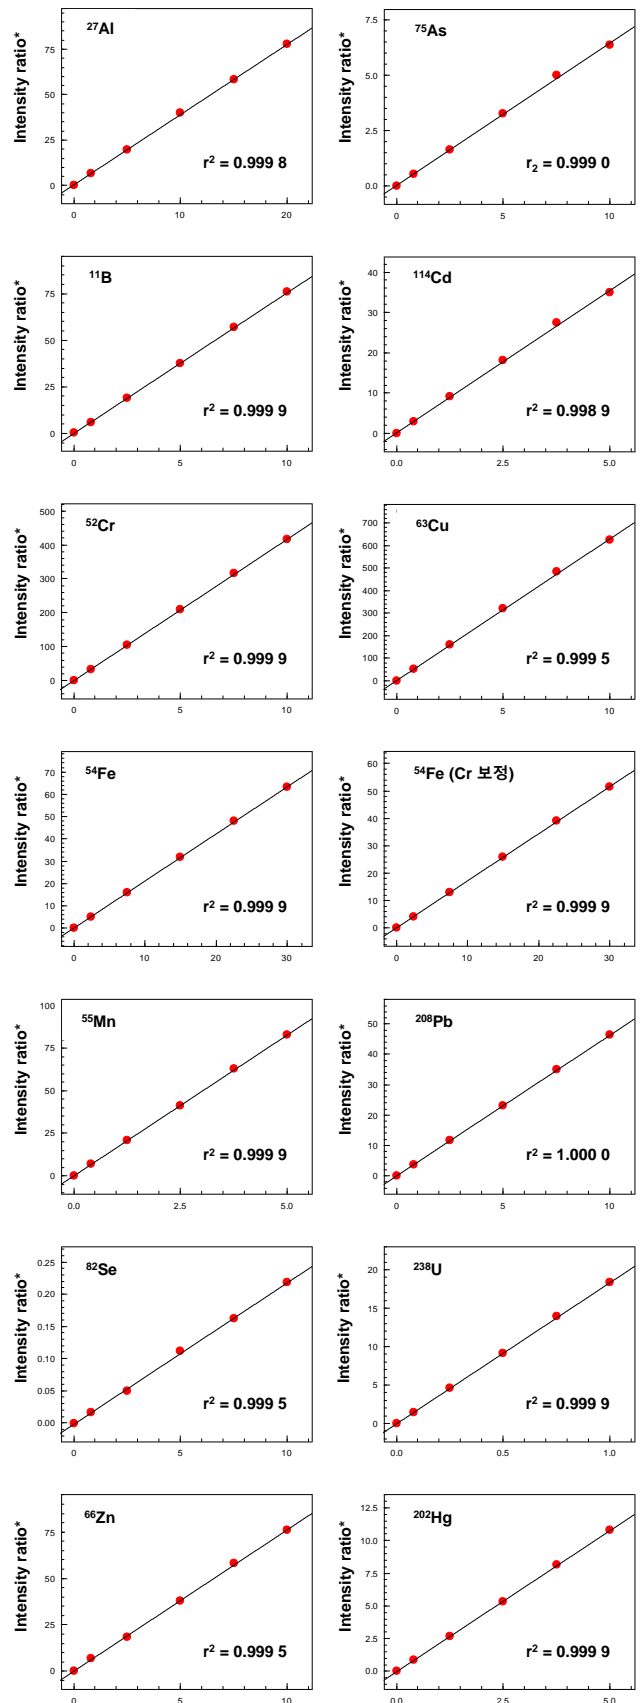 ²⁷Al
Intensity ratio*
75
50
25
0
r² = 0.999 8
0
10
20
⁷⁵As
Intensity ratio*
7.5
5.0
2.5
0.0
r₂ = 0.999 0
0
5
10
¹¹B
Intensity ratio*
75
50
25
0
r² = 0.999 9
0
5
10
¹¹⁴Cd
Intensity ratio*
40
30
20
10
0
r² = 0.998 9
0.0
2.5
5.0
⁵²Cr
Intensity ratio*
500
400
300
200
100
0
r² = 0.999 9
0
5
10
⁶³Cu
Intensity ratio*
700
600
500
400
300
200
100
0
r² = 0.999 5
0
5
10
⁵⁴Fe
Intensity ratio*
70
60
50
40
30
20
10
0
r² = 0.999 9
0
10
20
30
⁵⁴Fe (Cr 보정)
Intensity ratio*
60
50
40
30
20
10
0
r² = 0.999 9
0
10
20
30
⁵⁵Mn
Intensity ratio*
100
75
50
25
0
r² = 0.999 9
0.0
2.5
5.0
²⁰⁸Pb
Intensity ratio*
50
40
30
20
10
0
r² = 1.000 0
0
5
10
⁸²Se
Intensity ratio*
0.25
0.20
0.15
0.10
0.05
0.00
r² = 0.999 5
0
5
10
²³⁸U
Intensity ratio*
20
15
10
5
0
r² = 0.999 9
0.0
0.5
1.0
⁶⁶Zn
Intensity ratio*
75
50
25
0
r² = 0.999 5
0
5
10
²⁰²Hg
Intensity ratio*
12.5
10.0
7.5
5.0
2.5
0.0
r² = 0.999 9
0.0
2.5
5.0